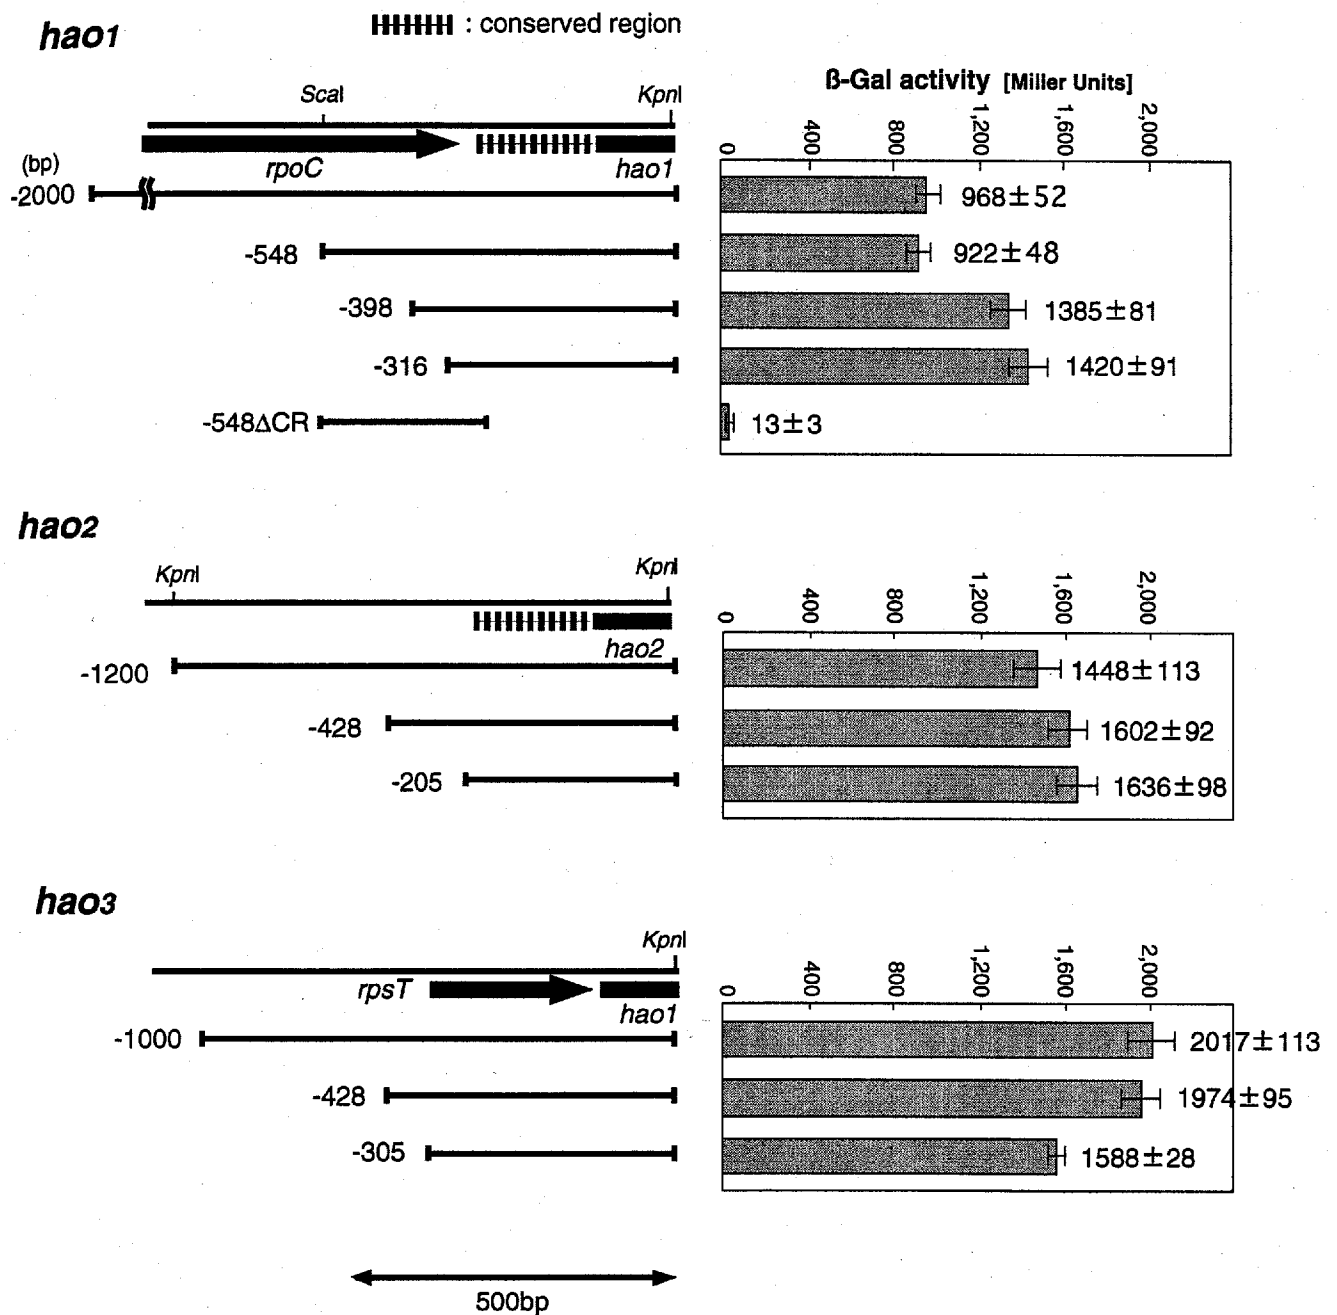 hao1
: conserved region
ScaI
KpnI
ß-Gal activity [Miller Units]
0
400
800
1,200
1,600
2,000
rpoC
hao1
(bp)
-2000
968±52
-548
922±48
-398
1385±81
-316
1420±91
-548ΔCR
13±3
hao2
KpnI
KpnI
0
400
800
1,200
1,600
2,000
hao2
-1200
1448±113
-428
1602±92
-205
1636±98
hao3
KpnI
0
400
800
1,200
1,600
2,000
rpsT
hao1
-1000
2017±113
-428
1974±95
-305
1588±28
500bp